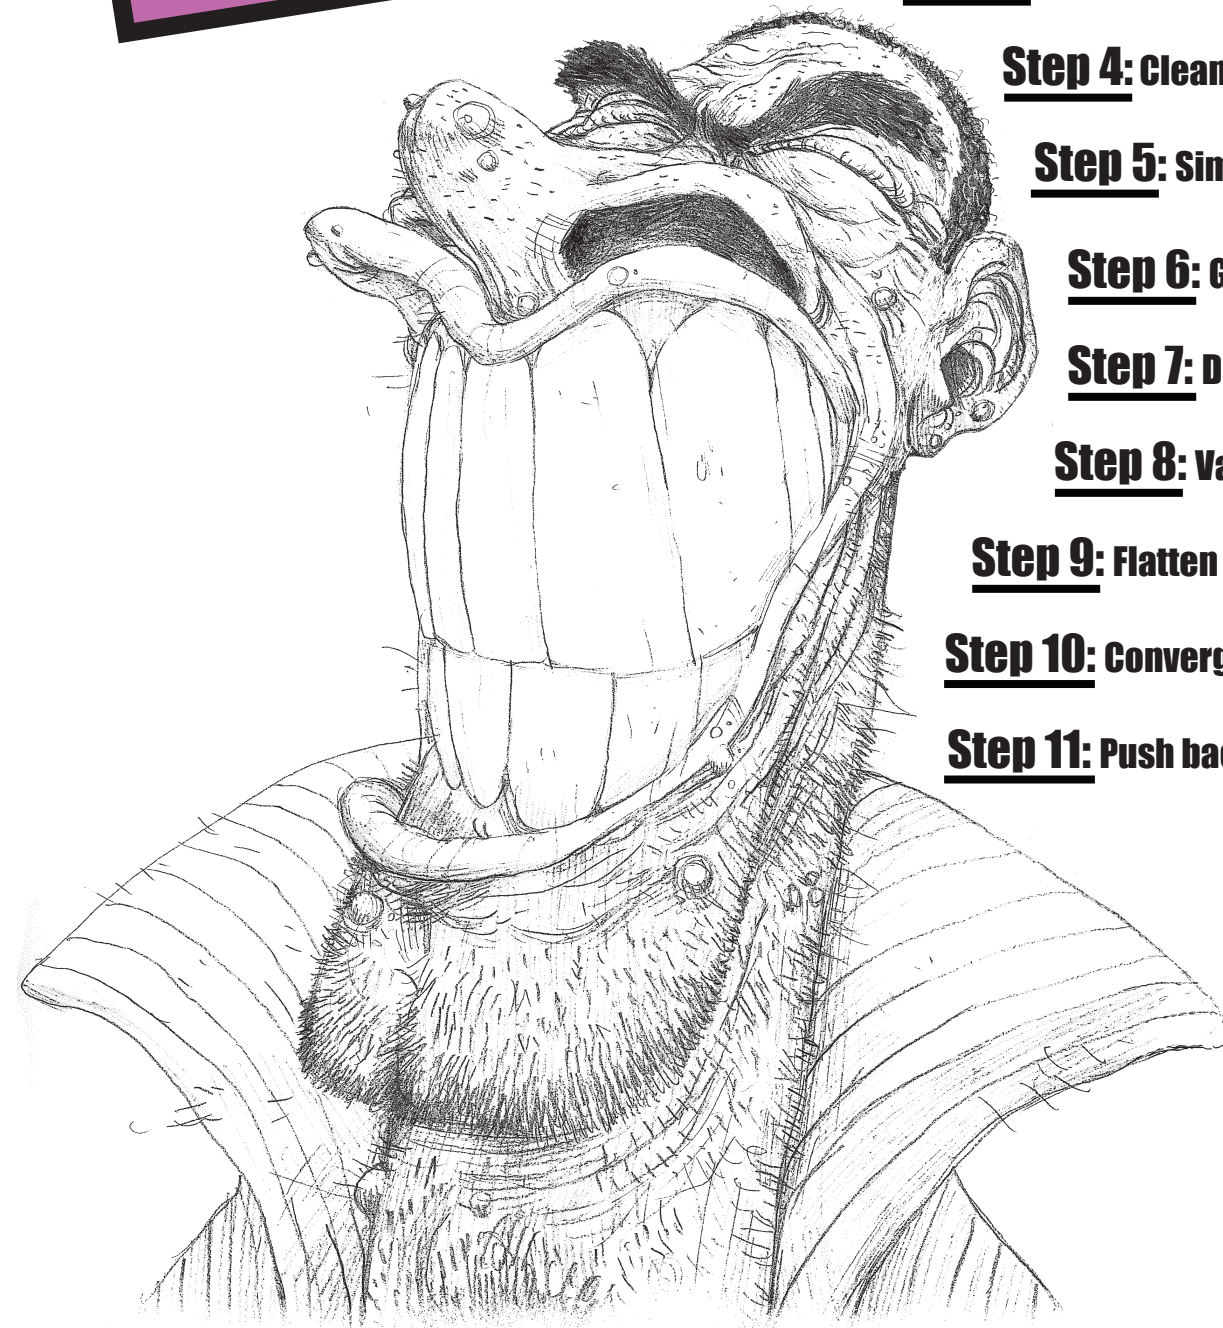 Step 4: Clean
Step 5: Sin
Step 6: G
Step 7: D
Step 8: Va
Step 9: Flatten
Step 10: Converg
Step 11: Push bac